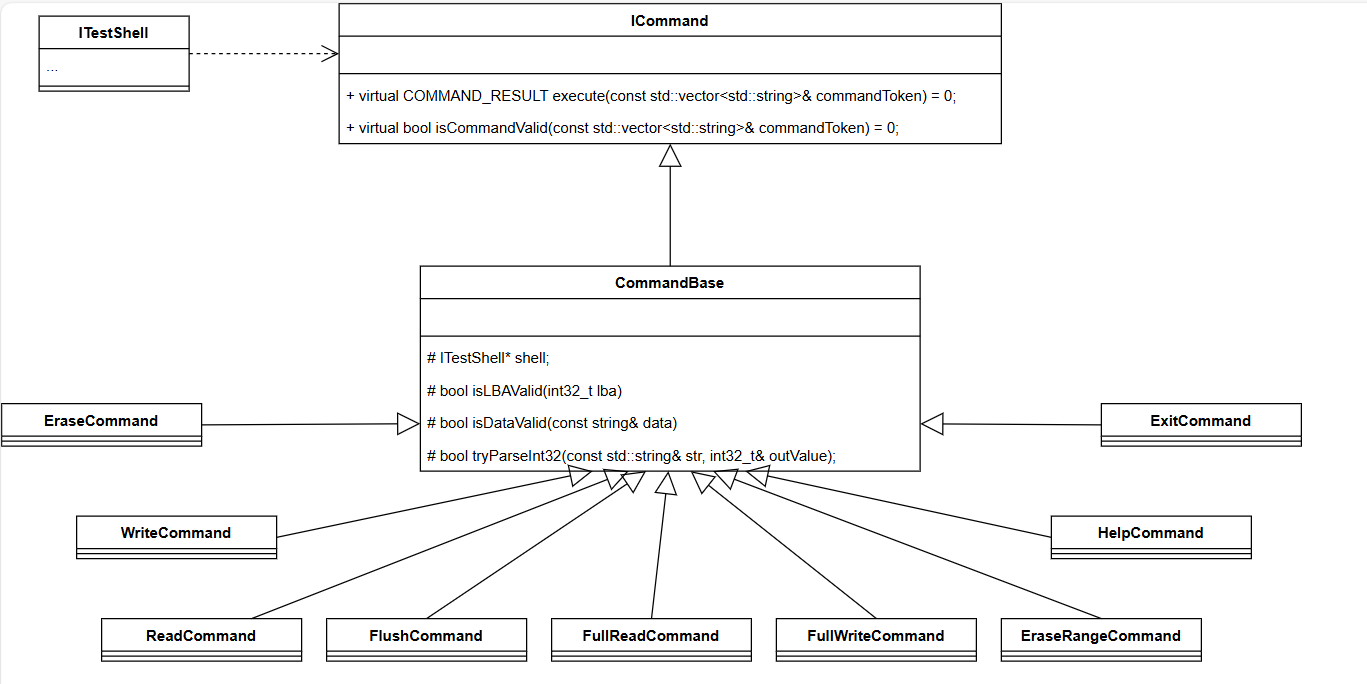 ITestShell
...
ICommand
+ virtual COMMAND_RESULT execute(const std::vector<std::string>& commandToken) = 0;
+ virtual bool isCommandValid(const std::vector<std::string>& commandToken) = 0;
CommandBase
# ITestShell* shell;
# bool isLBAValid(int32_t lba)
# bool isDataValid(const string& data)
# bool tryParseInt32(const std::string& str, int32_t& outValue);
EraseCommand
ExitCommand
WriteCommand
HelpCommand
ReadCommand
FlushCommand
FullReadCommand
FullWriteCommand
EraseRangeCommand